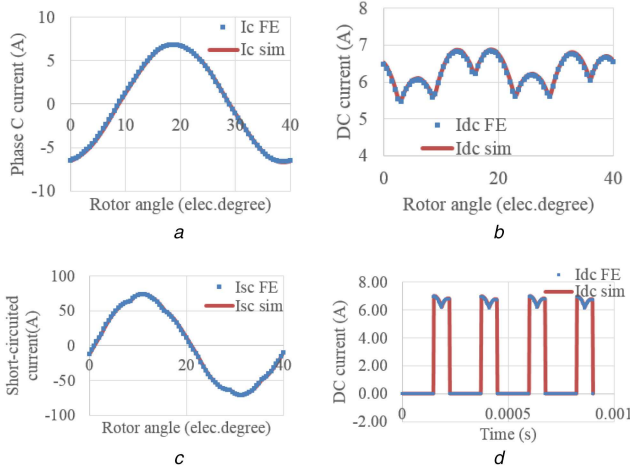 Phase C current (A)
10
5
0
-5
-10
0
10
20
30
40
Ic FE
Ic sim
Rotor angle (elec.degree)
a
DC current (A)
8
7
6
5
4
0
20
40
Idc FE
Idc sim
Rotor angle (elec.degree)
b
Short-circuited
current(A)
100
50
0
-50
-100
0
20
40
Isc FE
Isc sim
Rotor angle (elec.degree)
c
DC current (A)
8.00
6.00
4.00
2.00
0.00
-2.00
0
0.0005
0.001
Idc FE
Idc sim
Time (s)
d